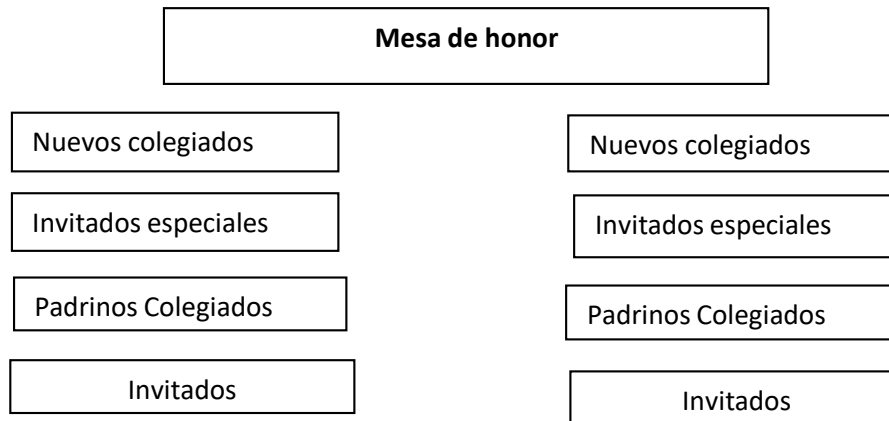 Mesa de honor
Nuevos colegiados
Nuevos colegiados
Invitados especiales
Invitados especiales
Padrinos Colegiados
Padrinos Colegiados
Invitados
Invitados